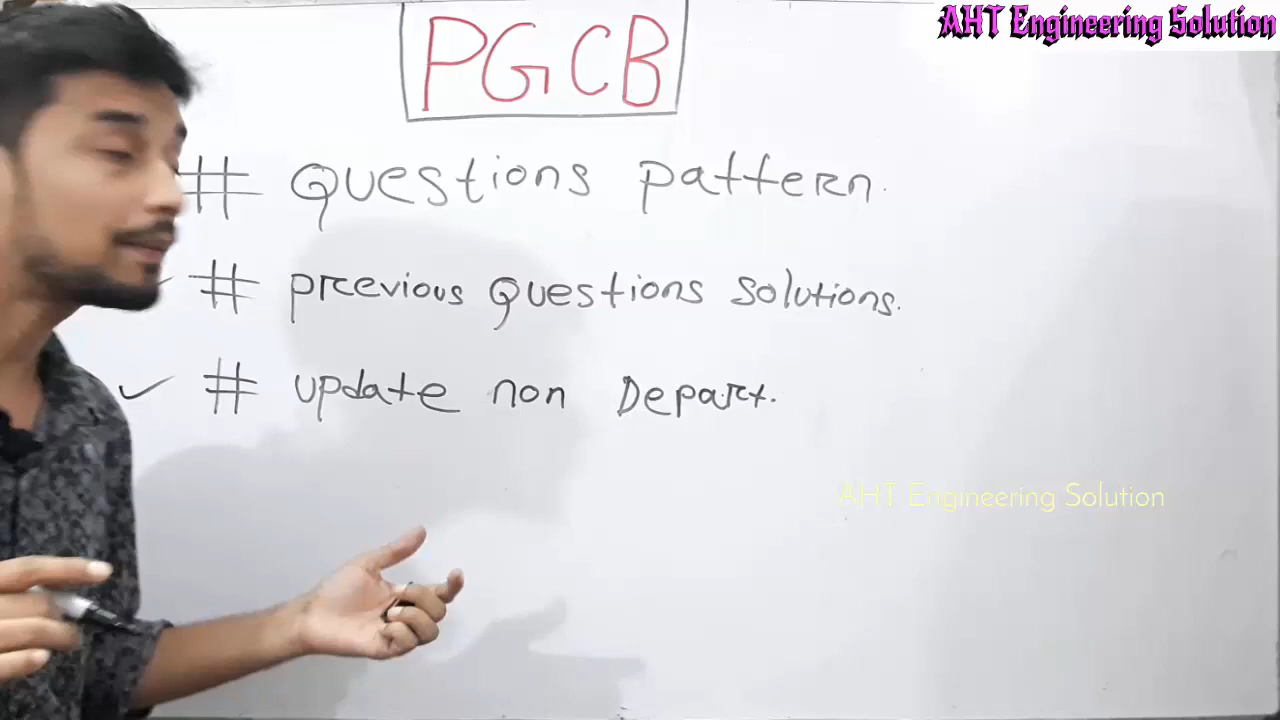 AHT Engineering Solution
PGCB
# Questions pattern.
# previous Questions solutions.
# update non Depart.
AHT Engineering Solution